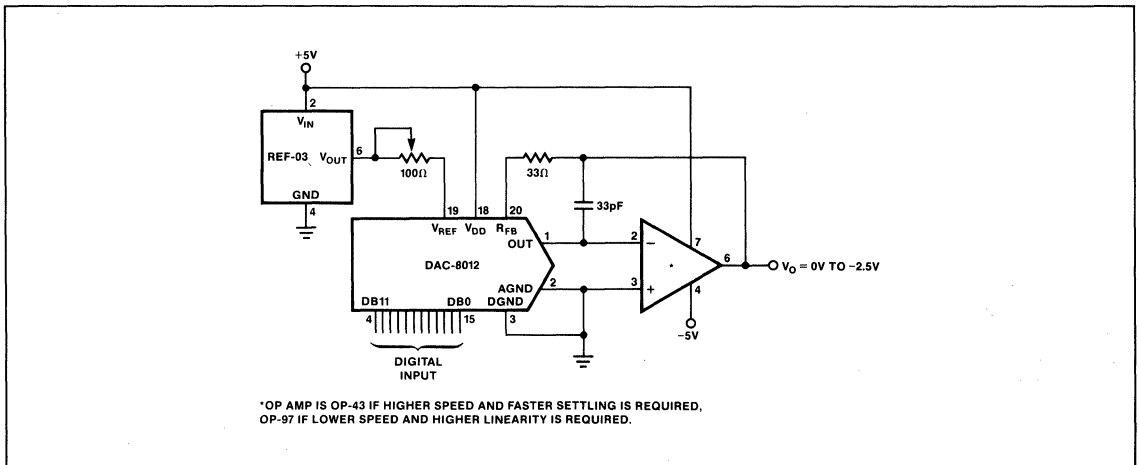 +5V
2
VIN
REF-03
VOUT
6
GND
4
100Ω
33Ω
33pF
19
18
20
VREF
VDD
RFB
OUT
1
DAC-8012
AGND
2
DB11
DB0
DGND
4
15
3
DIGITAL
INPUT
2
−
7
*
6
VO = 0V TO −2.5V
3
+
4
−5V
*OP AMP IS OP-43 IF HIGHER SPEED AND FASTER SETTLING IS REQUIRED,
OP-97 IF LOWER SPEED AND HIGHER LINEARITY IS REQUIRED.